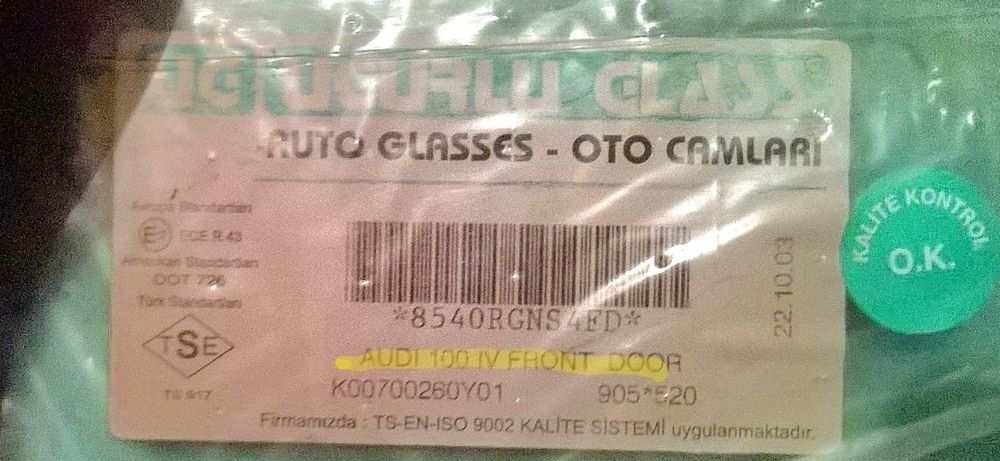 UG UĞURLU GLASS
AUTO GLASSES - OTO CAMLARI
Avrupa Standartları
ECE R.43
Amerikan Standartları
DOT 726
Türk Standartları
TSE
TS 917
*8540RGNS4FD*
AUDI 100 IV FRONT DOOR
K00700260Y01 905*520
Firmamızda : TS-EN-ISO 9002 KALİTE SİSTEMİ uygulanmaktadır.
22.10.03
KALİTE KONTROL
O.K.